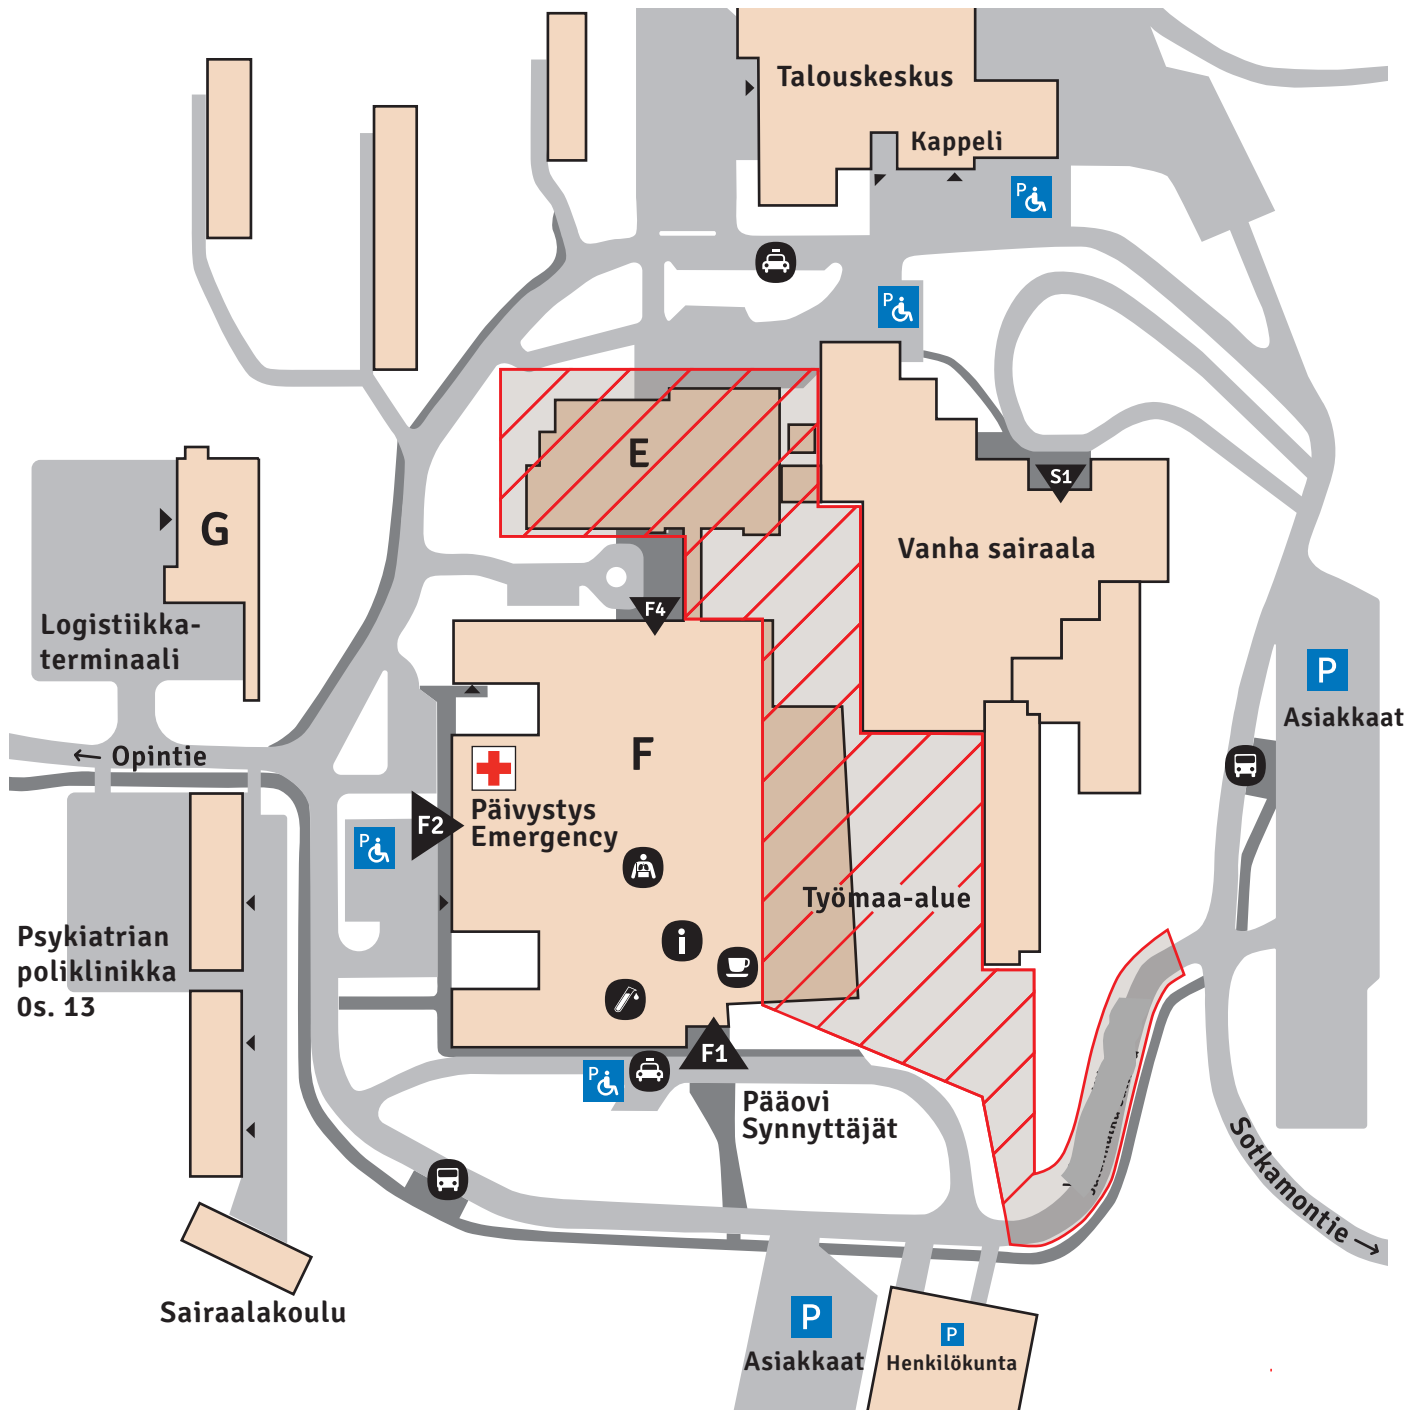 Talouskeskus
Kappeli
P
P
E
S1
G
Vanha sairaala
F4
Logistiikka-
terminaali
P
Asiakkaat
← Opintie
F
Päivystys
Emergency
F2
P
Työmaa-alue
Psykiatrian
poliklinikka
Os. 13
i
F1
P
Pääovi
Synnyttäjät
Sotkamontie →
Sairaalakoulu
P
Asiakkaat
P
Henkilökunta